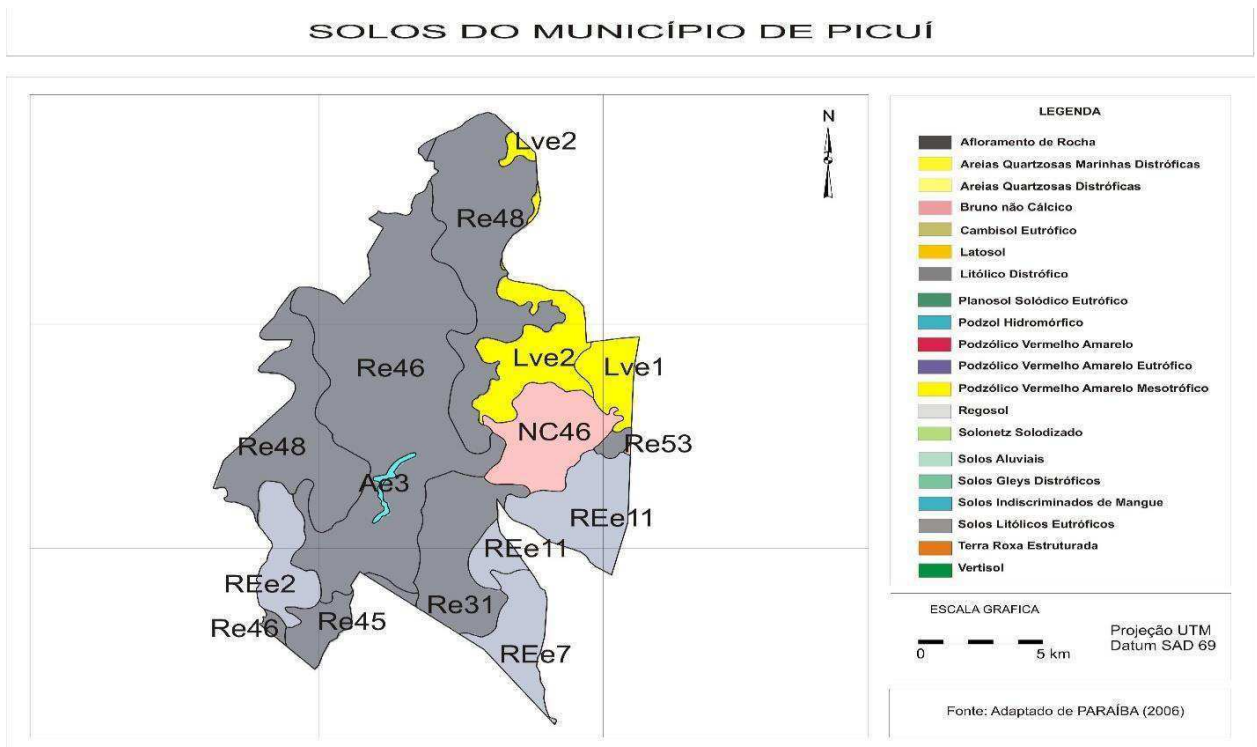 SOLOS DO MUNICÍPIO DE PICUÍ
N
Lve2
Re48
Re46
Lve2
Lve1
NC46
Re53
Re48
Ae3
REe11
REe11
REe2
Re31
Re46
Re45
REe7
LEGENDA
Afloramento de Rocha
Areias Quartzosas Marinhas Distróficas
Areias Quartzosas Distróficas
Bruno não Cálcico
Cambisol Eutrófico
Latosol
Litólico Distrófico
Planosol Solódico Eutrófico
Podzol Hidromórfico
Podzólico Vermelho Amarelo
Podzólico Vermelho Amarelo Eutrófico
Podzólico Vermelho Amarelo Mesotrófico
Regosol
Solonetz Solodizado
Solos Aluviais
Solos Gleys Distróficos
Solos Indiscriminados de Mangue
Solos Litólicos Eutróficos
Terra Roxa Estruturada
Vertisol
ESCALA GRAFICA
0 5 km
Projeção UTM
Datum SAD 69
Fonte: Adaptado de PARAÍBA (2006)